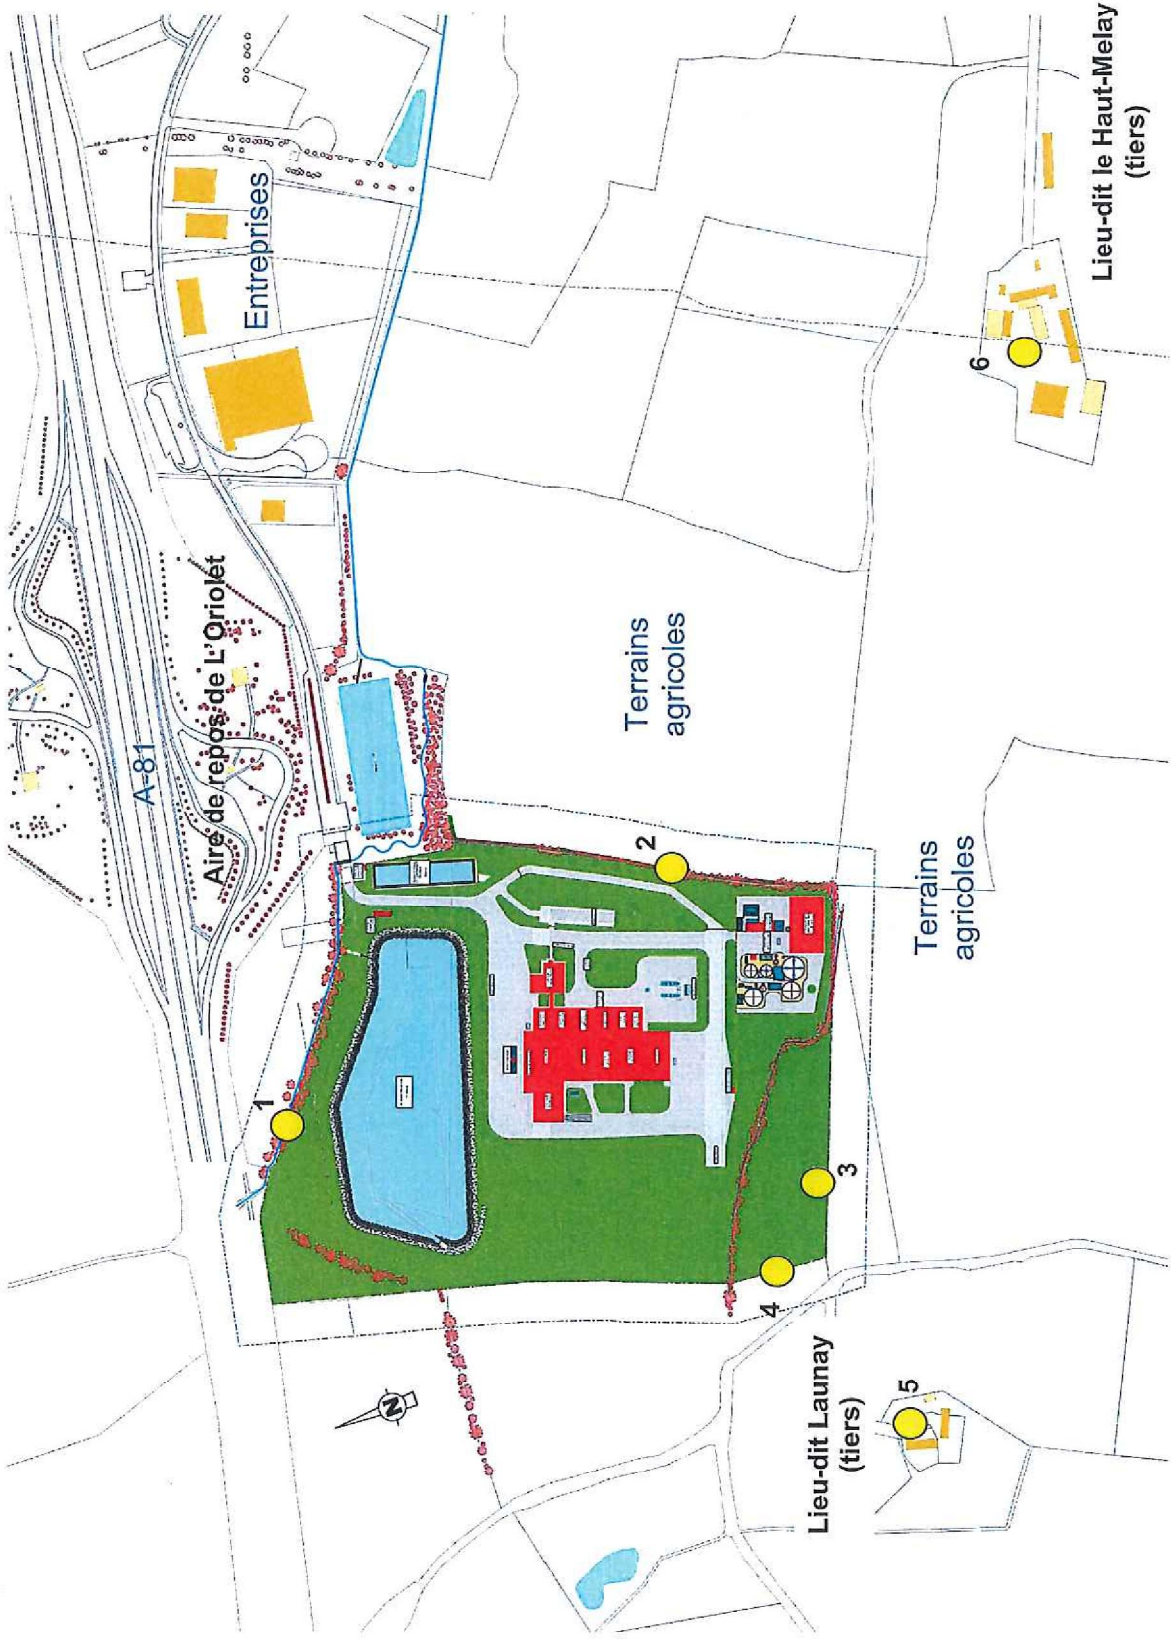 Lieu-dit le Haut-Melay
(tiers)
Entreprises
6
Aire de repos de L'Oriolet
A-81
Terrains
agricoles
Terrains
agricoles
2
1
3
4
N
Lieu-dit Launay
(tiers)
5